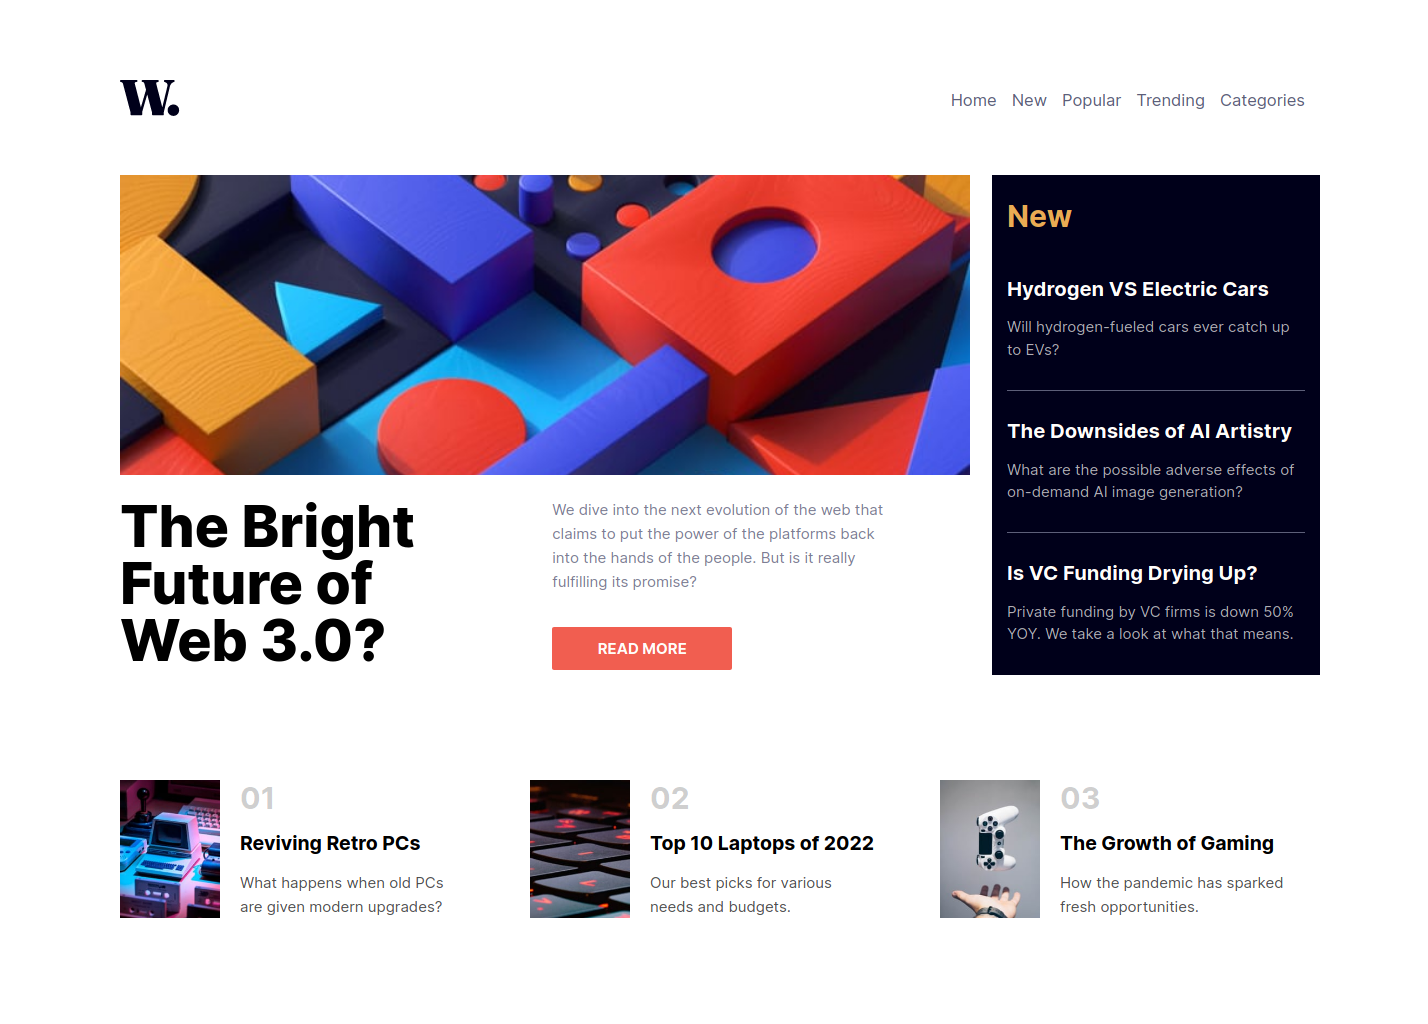 W.
Home New Popular Trending Categories
The Bright
Future of
Web 3.0?
We dive into the next evolution of the web that
claims to put the power of the platforms back
into the hands of the people. But is it really
fulfilling its promise?
READ MORE
New
Hydrogen VS Electric Cars
Will hydrogen-fueled cars ever catch up
to EVs?
The Downsides of AI Artistry
What are the possible adverse effects of
on-demand AI image generation?
Is VC Funding Drying Up?
Private funding by VC firms is down 50%
YOY. We take a look at what that means.
01
Reviving Retro PCs
What happens when old PCs
are given modern upgrades?
02
Top 10 Laptops of 2022
Our best picks for various
needs and budgets.
03
The Growth of Gaming
How the pandemic has sparked
fresh opportunities.